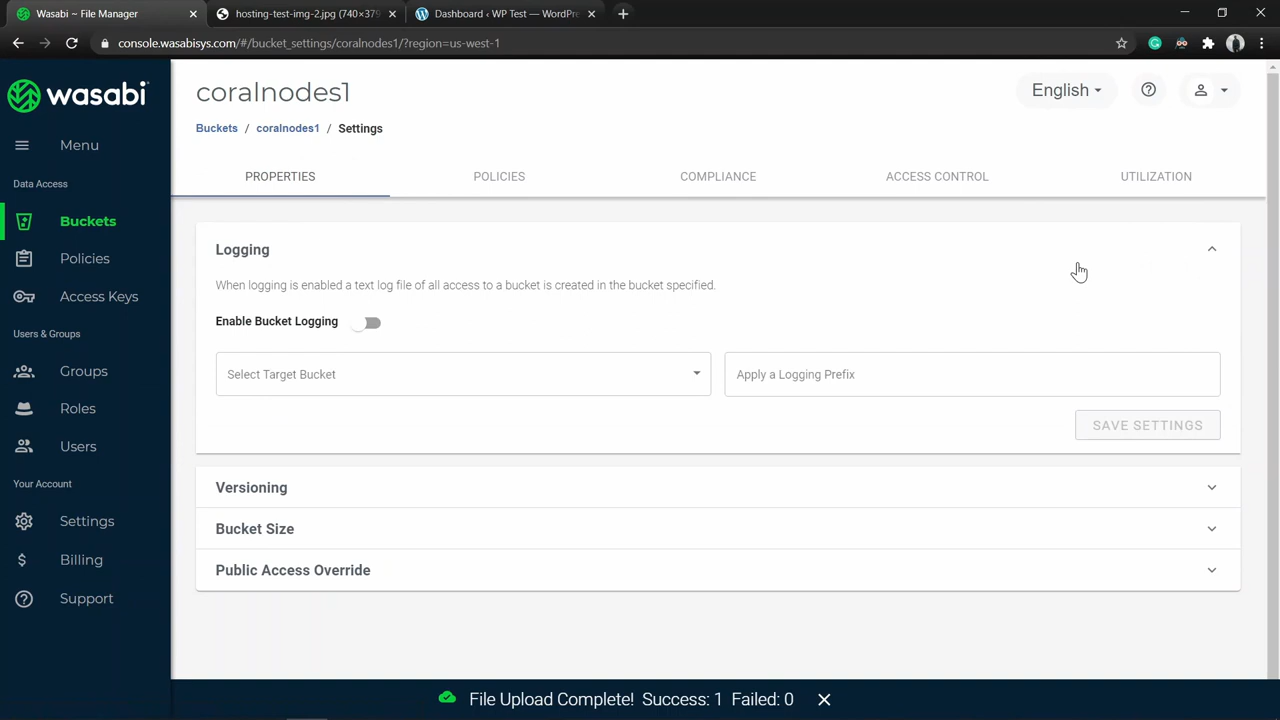 Wasabi ~ File Manager
hosting-test-img-2.jpg (740×379
Dashboard ‹ WP Test — WordPre
console.wasabisys.com/#/bucket_settings/coralnodes1/?region=us-west-1
wasabi
coralnodes1
English
Buckets / coralnodes1 / Settings
Menu
Data Access
Buckets
Policies
Access Keys
Users & Groups
Groups
Roles
Users
Your Account
Settings
Billing
Support
PROPERTIES
POLICIES
COMPLIANCE
ACCESS CONTROL
UTILIZATION
Logging
When logging is enabled a text log file of all access to a bucket is created in the bucket specified.
Enable Bucket Logging
Select Target Bucket
Apply a Logging Prefix
SAVE SETTINGS
Versioning
Bucket Size
Public Access Override
File Upload Complete! Success: 1 Failed: 0